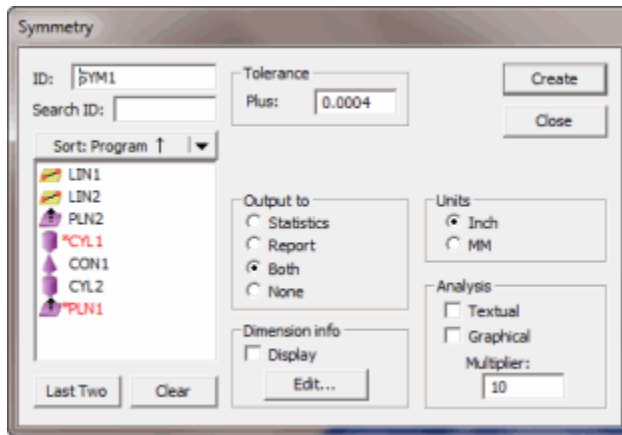 Symmetry
ID: SYM1
Search ID:
Sort: Program ↑
LIN1
LIN2
PLN2
*CYL1
CON1
CYL2
*PLN1
Last Two
Clear
Tolerance
Plus: 0.0004
Output to
Statistics
Report
Both
None
Dimension info
Display
Edit...
Create
Close
Units
Inch
MM
Analysis
Textual
Graphical
Multiplier:
10